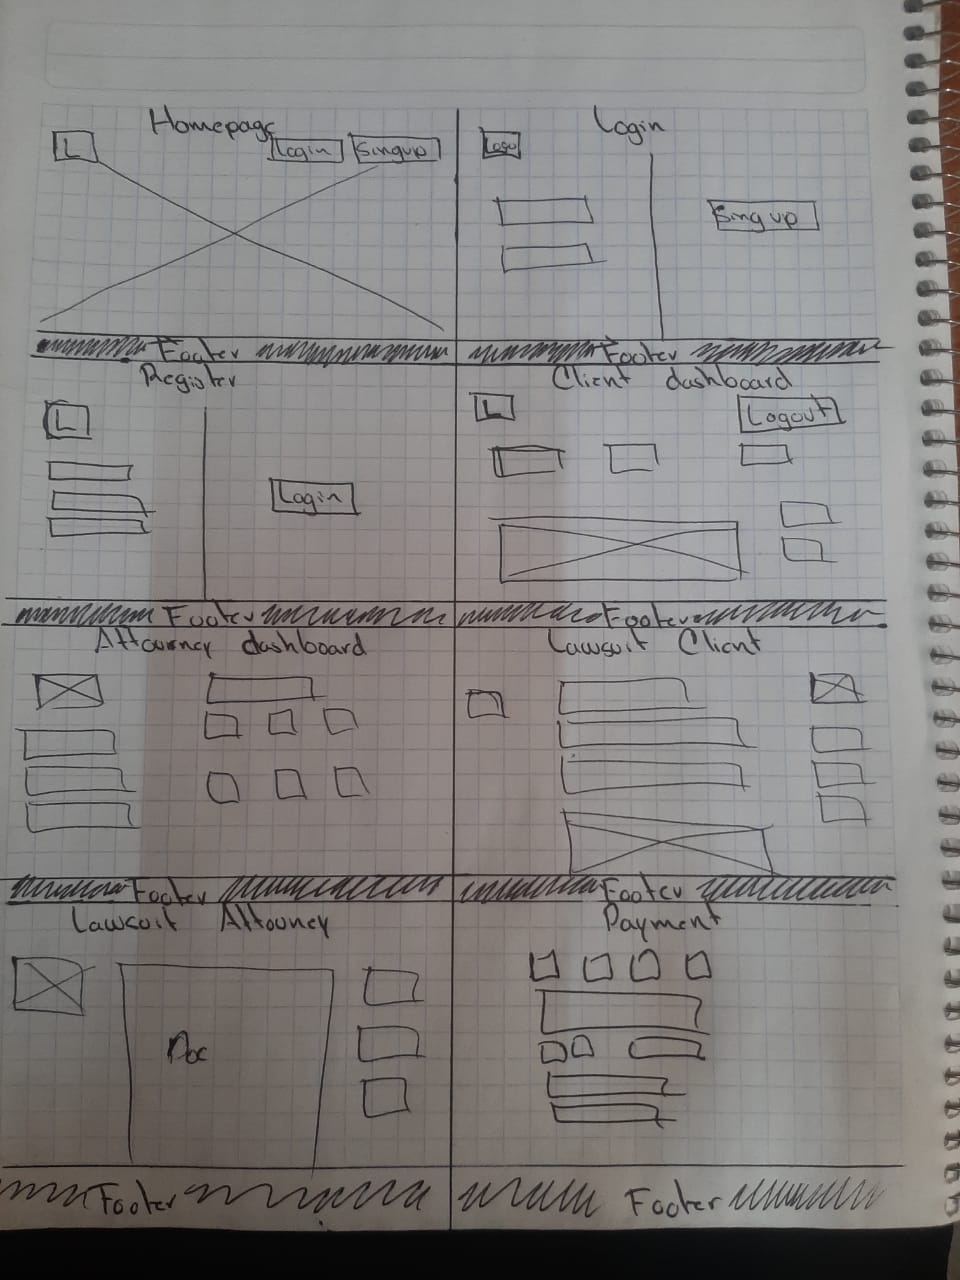 Homepage
L
Login
Singup
Footer
Login
Logo
Sing up
Footer
Register
L
Login
Footer
Client dashboard
L
Logout
Footer
Attourney dashboard
Footer
Lawsuit Client
Footer
Lawsuit Attouney
Doc
Footer
Payment
Footer